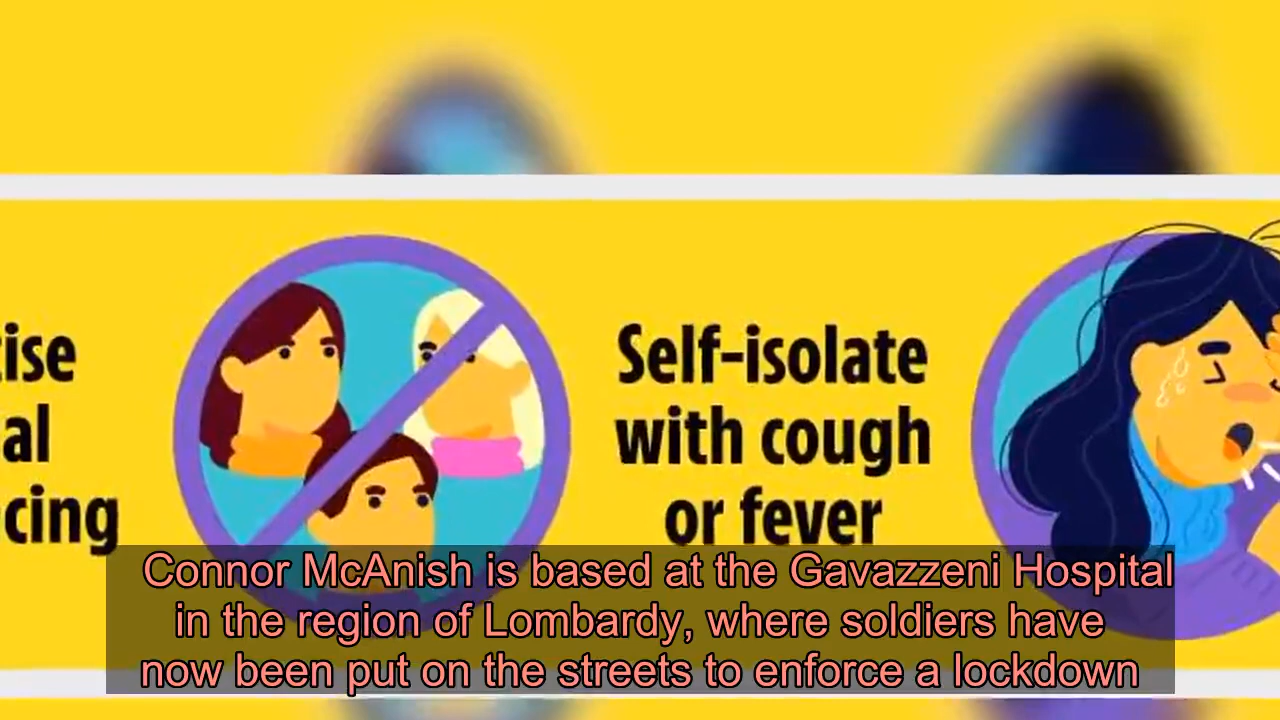 tise
al
cing
Self-isolate
with cough
or fever
Connor McAnish is based at the Gavazzeni Hospital
in the region of Lombardy, where soldiers have
now been put on the streets to enforce a lockdown